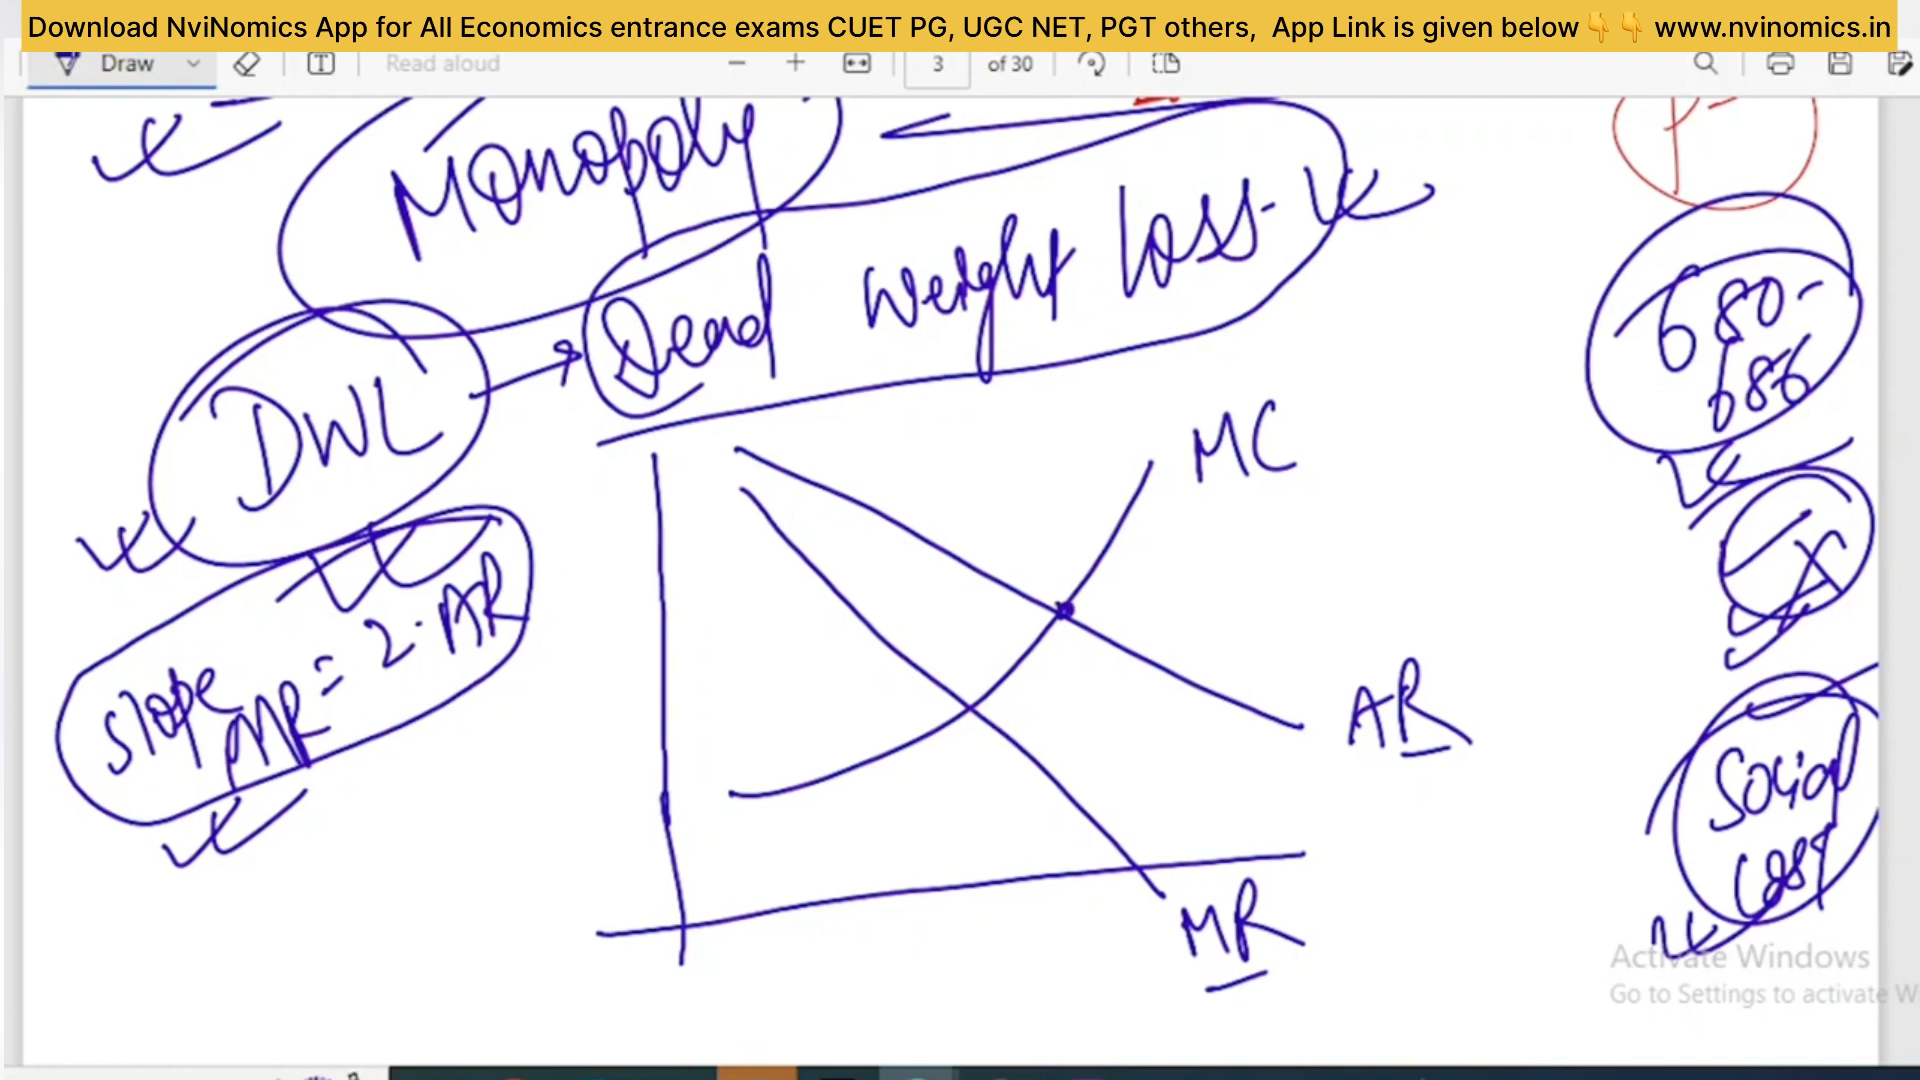 Download NviNomics App for All Economics entrance exams CUET PG, UGC NET, PGT others, App Link is given below👇👇 www.nvinomics.in
Draw
Read aloud
3 of 30
Monopoly
P-
Dead weight loss-
680-
686
DWL
MC
slope MR = 2.AR
AR
Social
Cost
MR
Activate Windows
Go to Settings to activate W